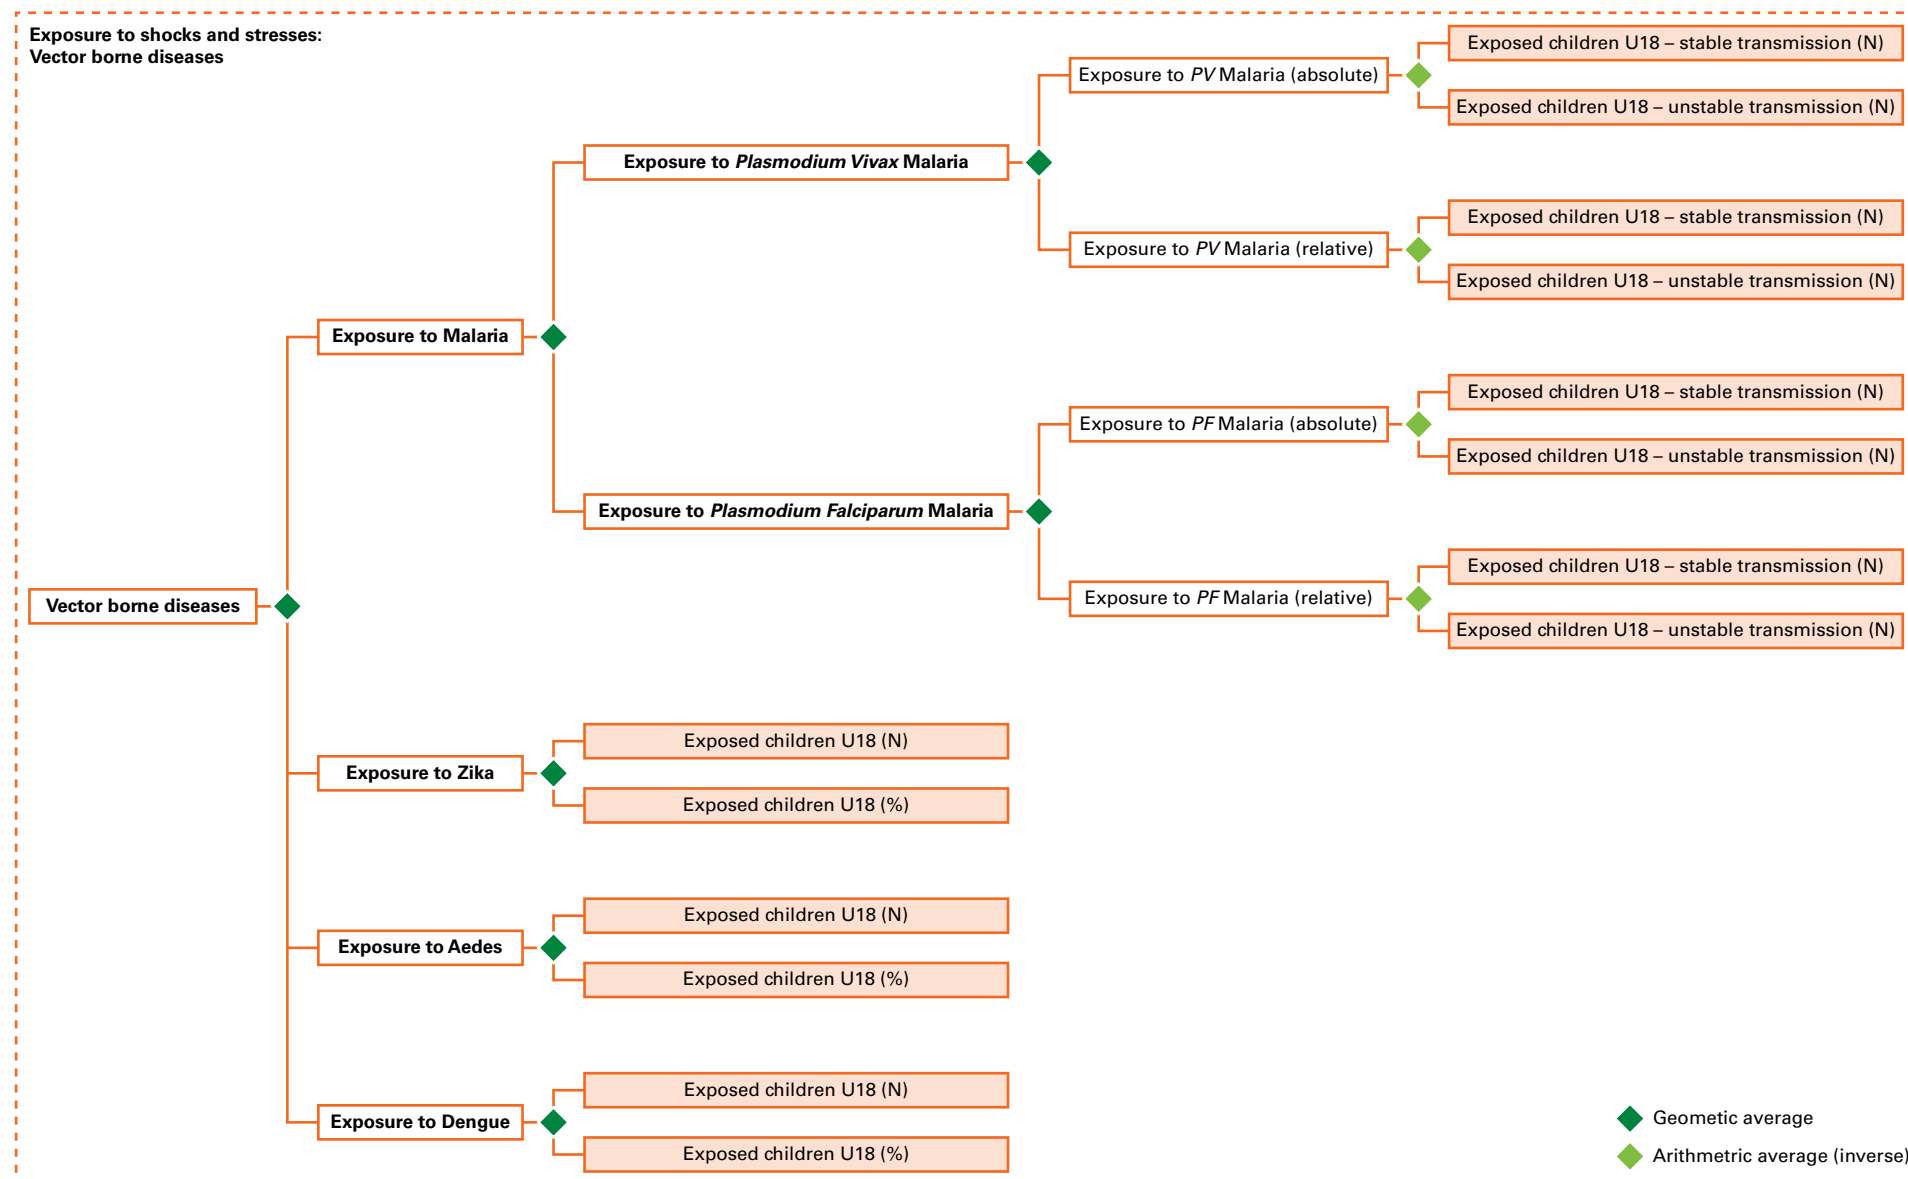 Exposure to shocks and stresses:
Vector borne diseases
Exposed children U18 – stable transmission (N)
Exposure to PV Malaria (absolute)
Exposed children U18 – unstable transmission (N)
Exposure to Plasmodium Vivax Malaria
Exposed children U18 – stable transmission (N)
Exposure to PV Malaria (relative)
Exposed children U18 – unstable transmission (N)
Exposure to Malaria
Exposed children U18 – stable transmission (N)
Exposure to PF Malaria (absolute)
Exposed children U18 – unstable transmission (N)
Exposure to Plasmodium Falciparum Malaria
Exposed children U18 – stable transmission (N)
Exposure to PF Malaria (relative)
Exposed children U18 – unstable transmission (N)
Vector borne diseases
Exposed children U18 (N)
Exposure to Zika
Exposed children U18 (%)
Exposed children U18 (N)
Exposure to Aedes
Exposed children U18 (%)
Exposed children U18 (N)
Exposure to Dengue
Exposed children U18 (%)
Geometic average
Arithmetric average (inverse)